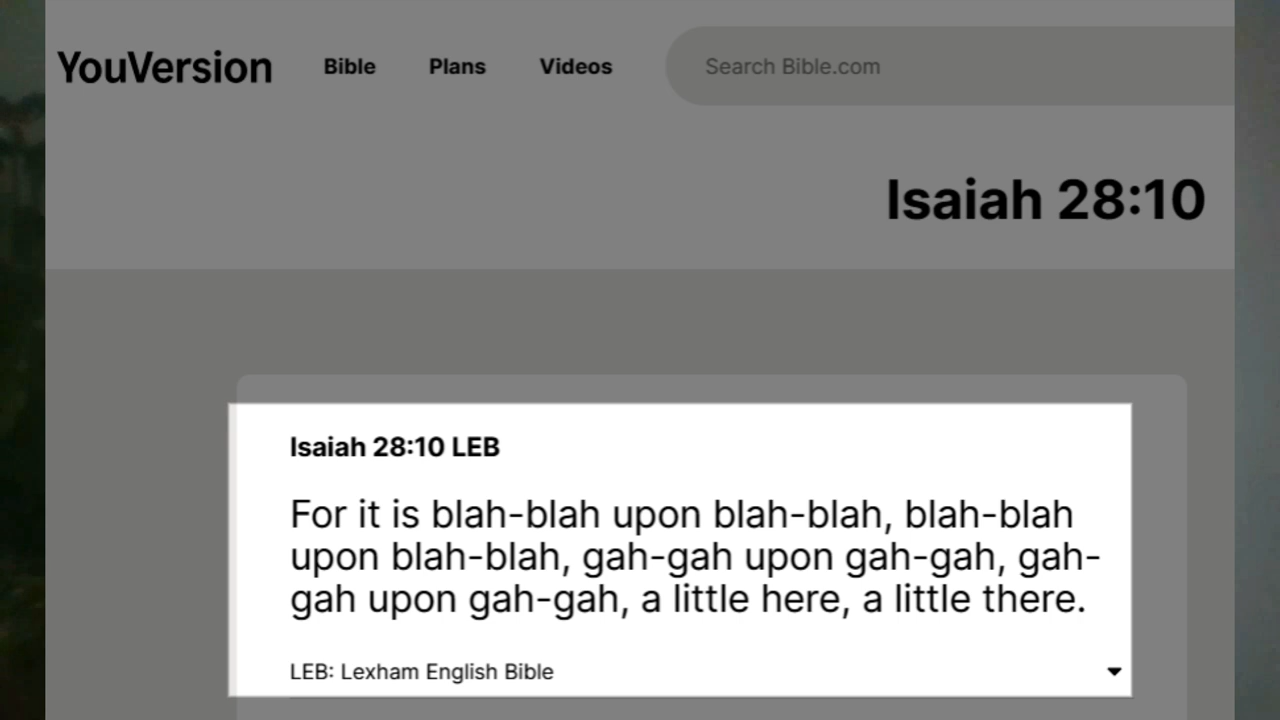 YouVersion Bible Plans Videos Search Bible.com
Isaiah 28:10
Isaiah 28:10 LEB
For it is blah-blah upon blah-blah, blah-blah
upon blah-blah, gah-gah upon gah-gah, gah-
gah upon gah-gah, a little here, a little there.
LEB: Lexham English Bible